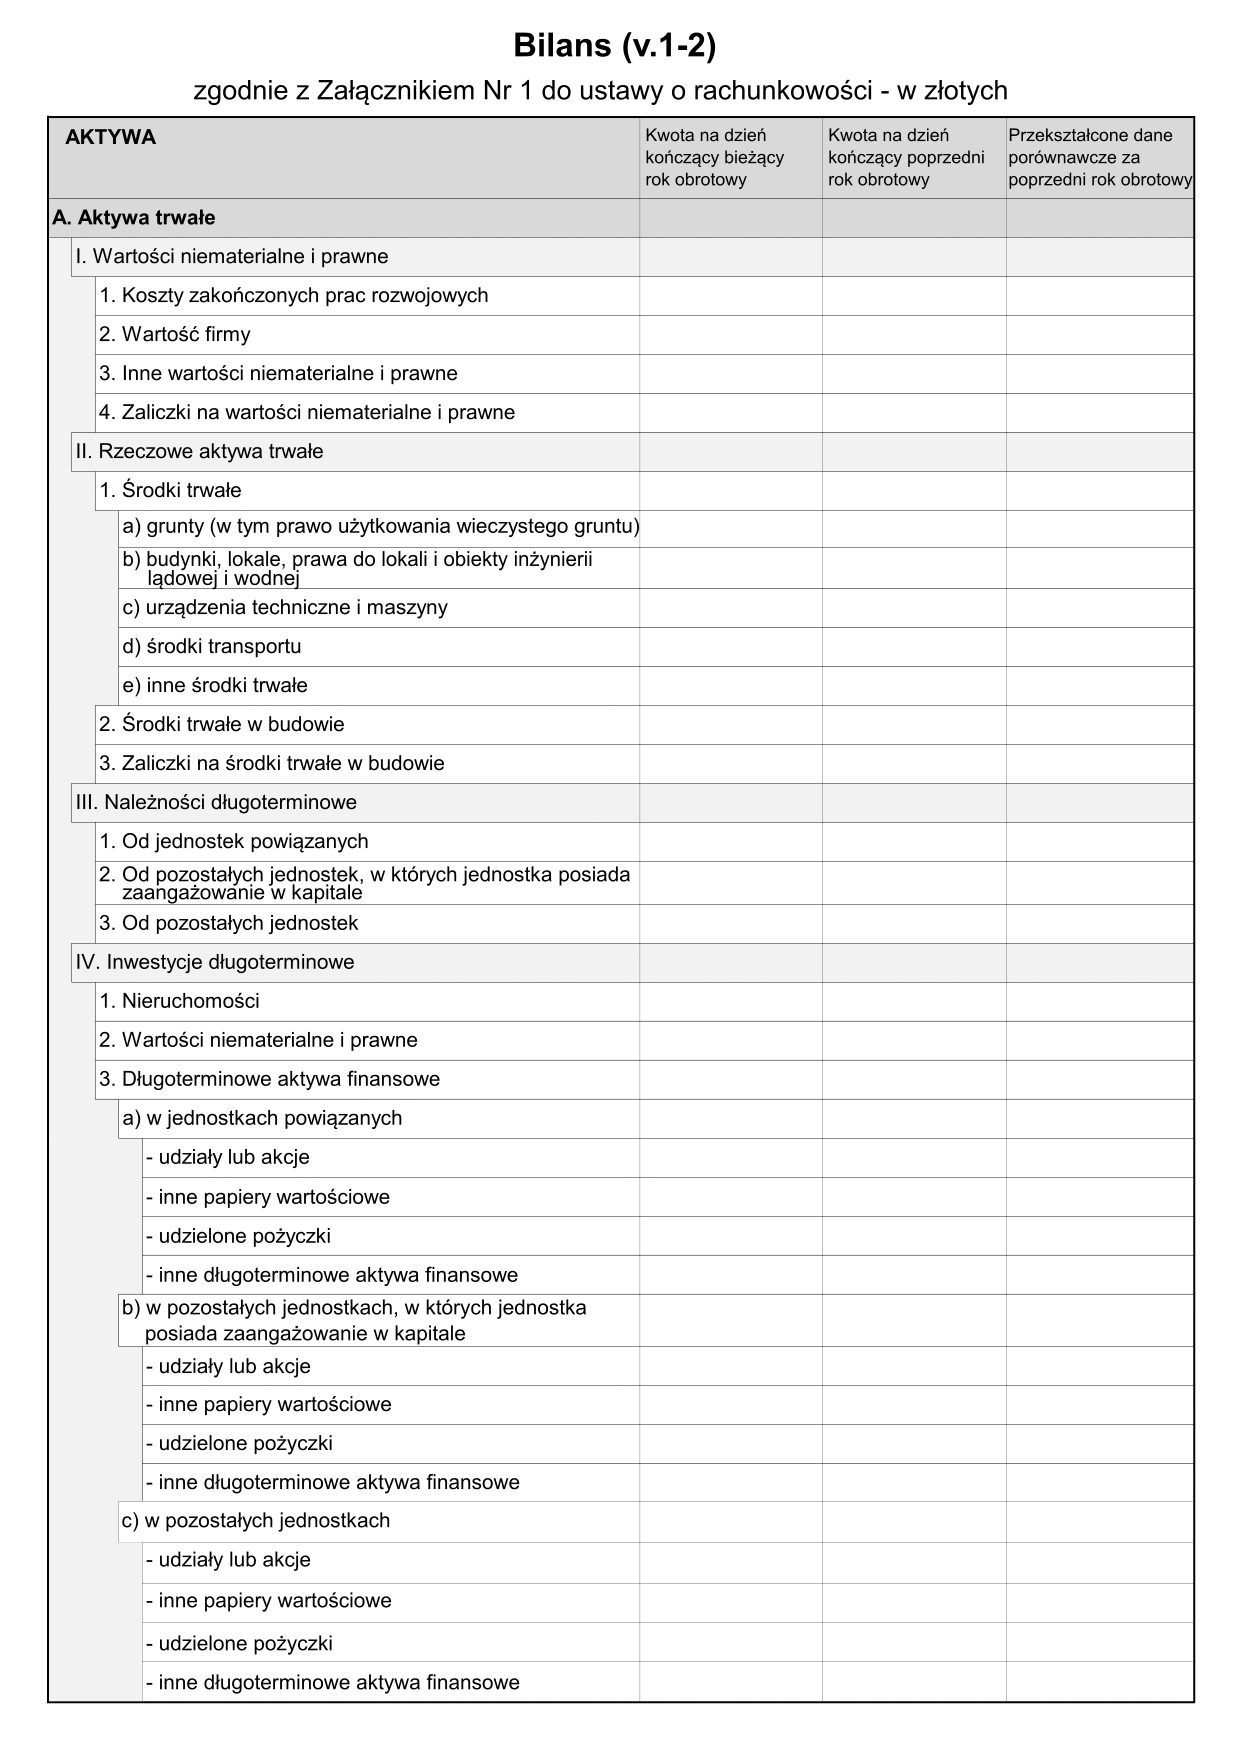 Bilans (v.1-2)
zgodnie z Załącznikiem Nr 1 do ustawy o rachunkowości - w złotych
AKTYWA
Kwota na dzień
kończący bieżący
rok obrotowy
Kwota na dzień
kończący poprzedni
rok obrotowy
Przekształcone dane
porównawcze za
poprzedni rok obrotowy
A. Aktywa trwałe
I. Wartości niematerialne i prawne
1. Koszty zakończonych prac rozwojowych
2. Wartość firmy
3. Inne wartości niematerialne i prawne
4. Zaliczki na wartości niematerialne i prawne
II. Rzeczowe aktywa trwałe
1. Środki trwałe
a) grunty (w tym prawo użytkowania wieczystego gruntu)
b) budynki, lokale, prawa do lokali i obiekty inżynierii
lądowej i wodnej
c) urządzenia techniczne i maszyny
d) środki transportu
e) inne środki trwałe
2. Środki trwałe w budowie
3. Zaliczki na środki trwałe w budowie
III. Należności długoterminowe
1. Od jednostek powiązanych
2. Od pozostałych jednostek, w których jednostka posiada
zaangażowanie w kapitale
3. Od pozostałych jednostek
IV. Inwestycje długoterminowe
1. Nieruchomości
2. Wartości niematerialne i prawne
3. Długoterminowe aktywa finansowe
a) w jednostkach powiązanych
- udziały lub akcje
- inne papiery wartościowe
- udzielone pożyczki
- inne długoterminowe aktywa finansowe
b) w pozostałych jednostkach, w których jednostka
posiada zaangażowanie w kapitale
- udziały lub akcje
- inne papiery wartościowe
- udzielone pożyczki
- inne długoterminowe aktywa finansowe
c) w pozostałych jednostkach
- udziały lub akcje
- inne papiery wartościowe
- udzielone pożyczki
- inne długoterminowe aktywa finansowe